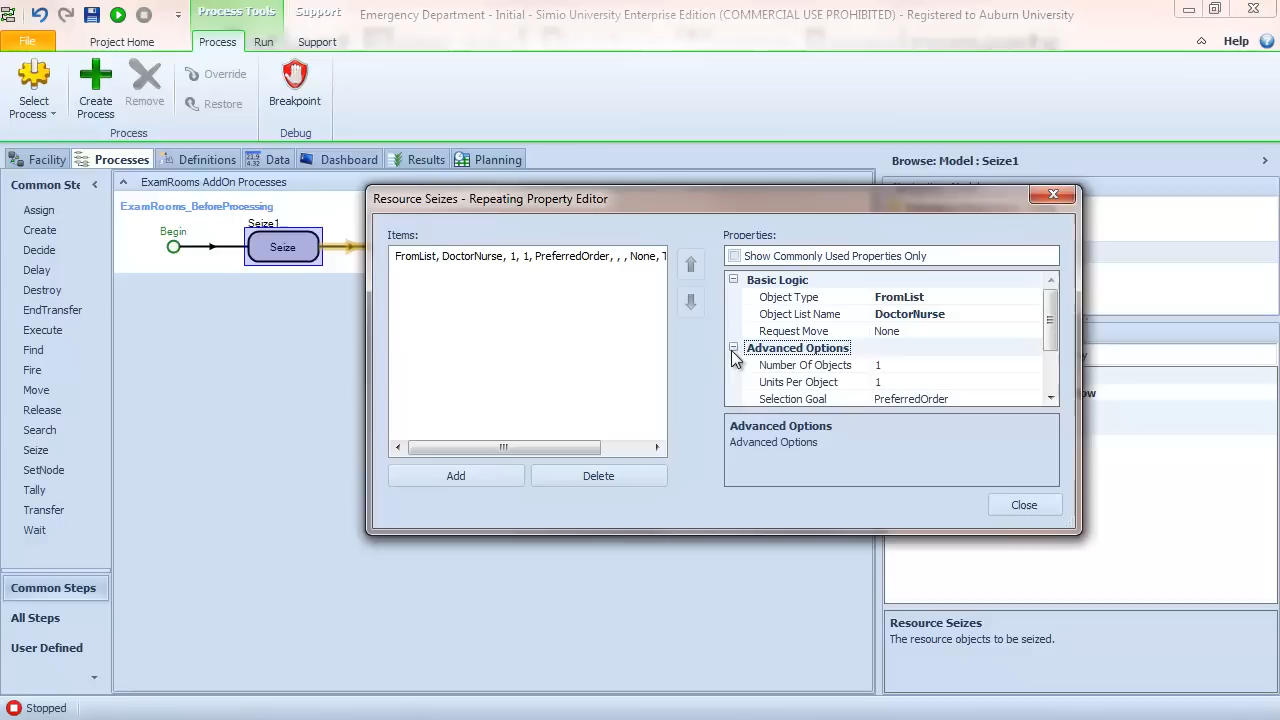 Process Tools
Support
Emergency Department - Initial - Simio University Enterprise Edition (COMMERCIAL USE PROHIBITED) - Registered to Auburn University
File
Project Home
Process
Run
Support
Help
Select Process
Create Process
Remove
Override
Restore
Breakpoint
Process
Debug
Facility
Processes
Definitions
Data
Dashboard
Results
Planning
Browse: Model : Seize1
Common Ste
Assign
Create
Decide
Delay
Destroy
EndTransfer
Execute
Find
Fire
Move
Release
Search
Seize
SetNode
Tally
Transfer
Wait
Common Steps
All Steps
User Defined
Stopped
ExamRooms AddOn Processes
ExamRooms_BeforeProcessing
Begin
Seize1
Seize
Resource Seizes - Repeating Property Editor
Items:
FromList, DoctorNurse, 1, 1, PreferredOrder, , , None, T
Add
Delete
Properties:
Show Commonly Used Properties Only
Basic Logic
Object Type FromList
Object List Name DoctorNurse
Request Move None
Advanced Options
Number Of Objects 1
Units Per Object 1
Selection Goal PreferredOrder
Advanced Options
Advanced Options
Close
Resource Seizes
The resource objects to be seized.